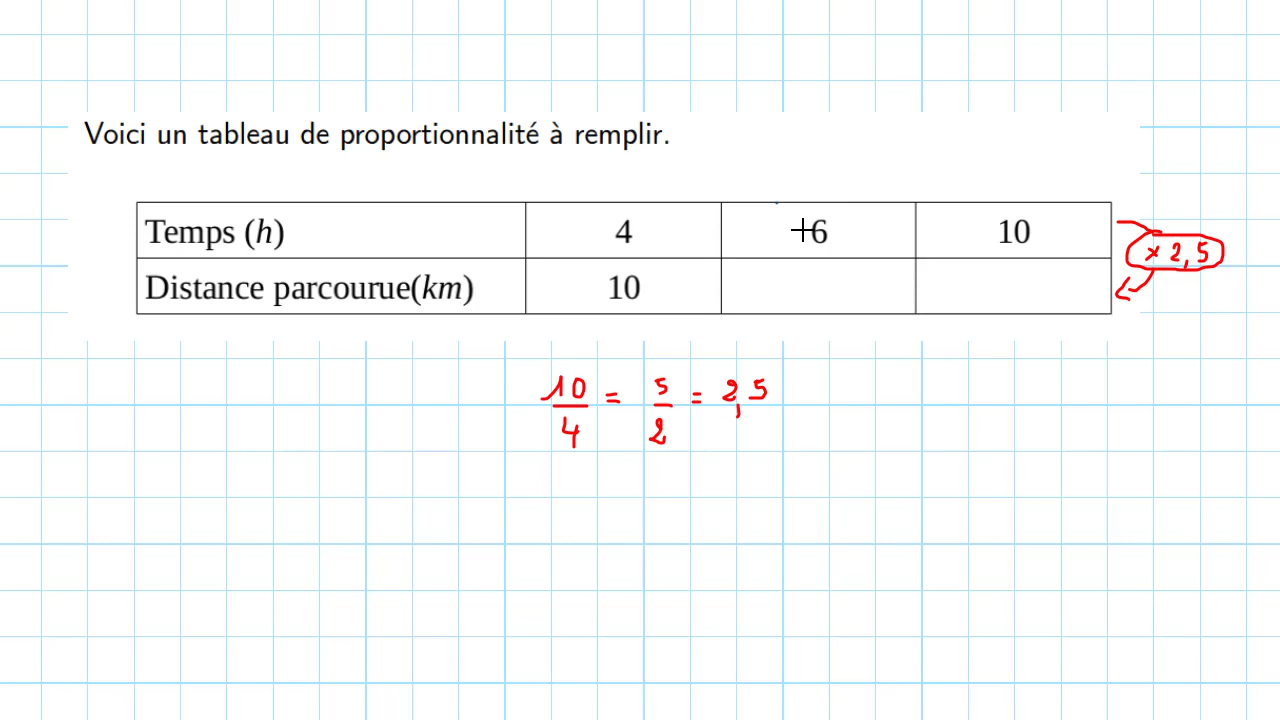 Voici un tableau de proportionnalité à remplir.
Temps (h) 4 6 10
× 2,5
Distance parcourue(km) 10
10/4 = 5/2 = 2,5